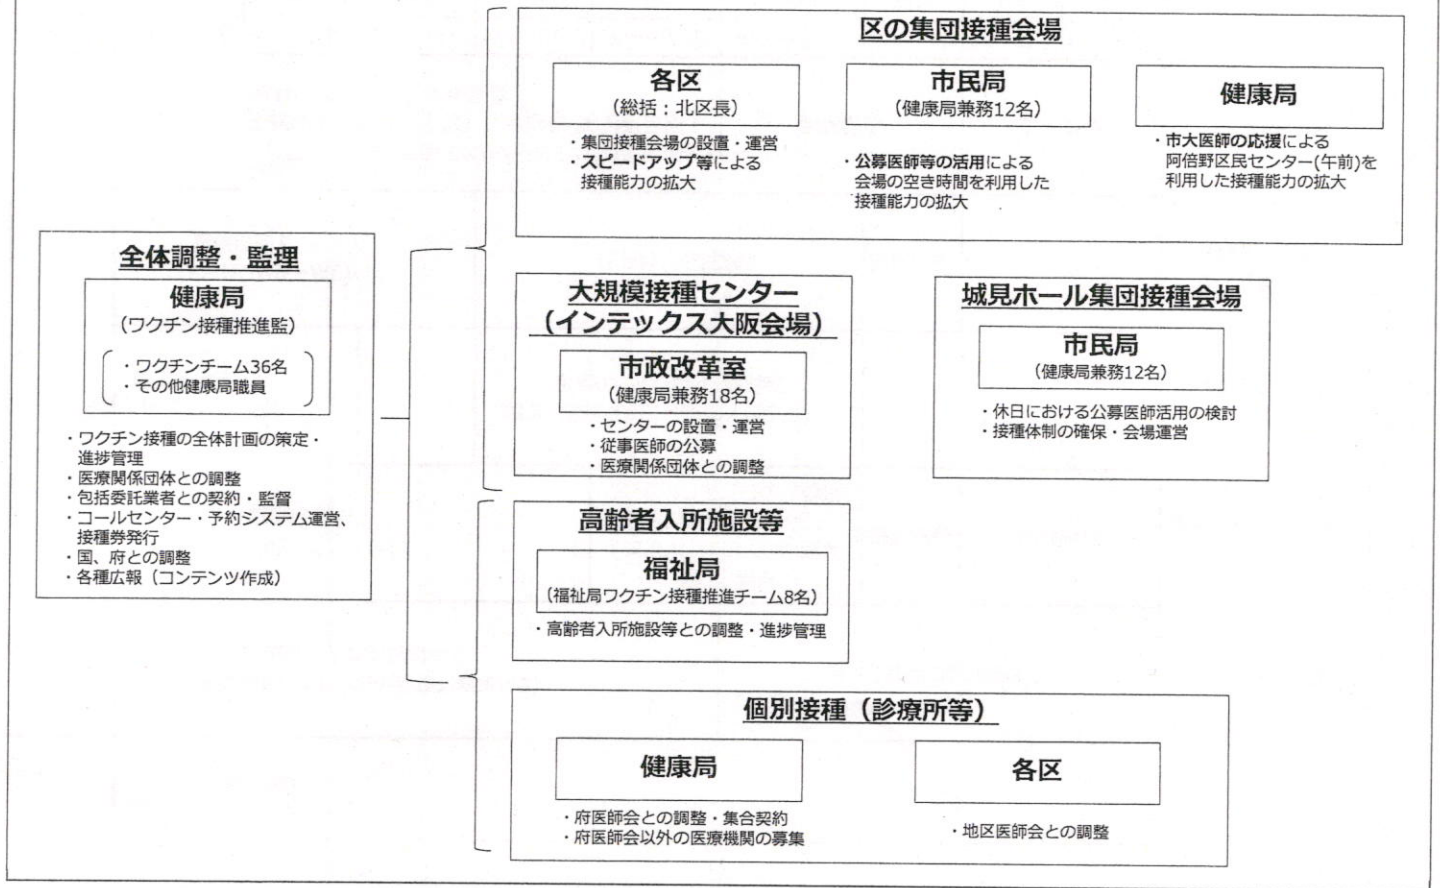 区の集団接種会場
各区
(総括：北区長)
・集団接種会場の設置・運営
・スピードアップ等による
接種能力の拡大
市民局
(健康局兼務12名)
・公募医師等の活用による
会場の空き時間を利用した
接種能力の拡大
健康局
・市大医師の応援による
阿倍野区民センター(午前)を
利用した接種能力の拡大
全体調整・監理
健康局
(ワクチン接種推進監)
・ワクチンチーム36名
・その他健康局職員
・ワクチン接種の全体計画の策定・
進捗管理
・医療関係団体との調整
・包括委託業者との契約・監督
・コールセンター・予約システム運営、
接種券発行
・国、府との調整
・各種広報（コンテンツ作成）
大規模接種センター
（インテックス大阪会場）
市政改革室
(健康局兼務18名)
・センターの設置・運営
・従事医師の公募
・医療関係団体との調整
城見ホール集団接種会場
市民局
(健康局兼務12名)
・休日における公募医師活用の検討
・接種体制の確保・会場運営
高齢者入所施設等
福祉局
(福祉局ワクチン接種推進チーム8名)
・高齢者入所施設等との調整・進捗管理
個別接種（診療所等）
健康局
・府医師会との調整・集合契約
・府医師会以外の医療機関の募集
各区
・地区医師会との調整